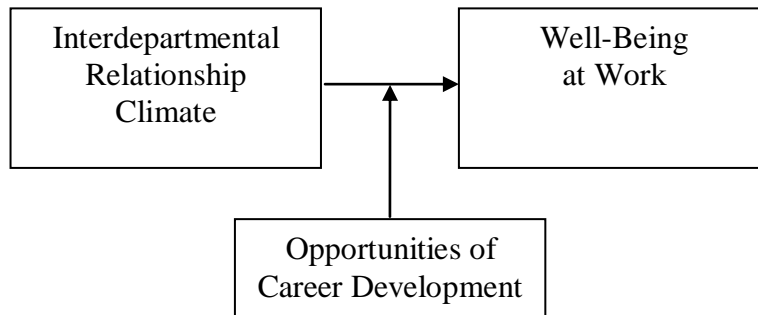 Interdepartmental
Relationship
Climate
Well-Being
at Work
Opportunities of
Career Development